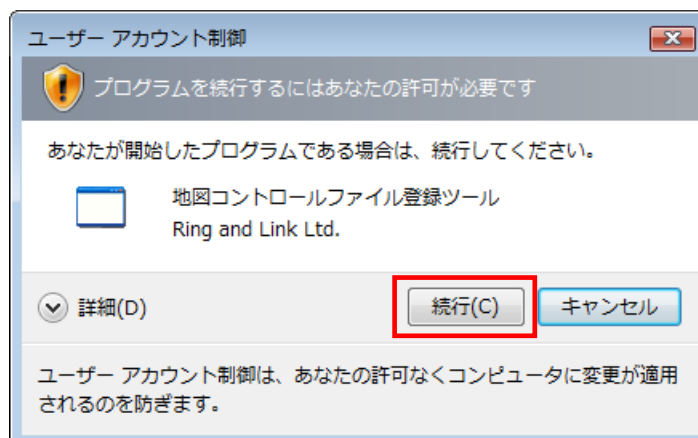 ユーザー アカウント制御
プログラムを続行するにはあなたの許可が必要です
あなたが開始したプログラムである場合は、続行してください。
地図コントロールファイル登録ツール
Ring and Link Ltd.
詳細(D)
続行(C)
キャンセル
ユーザー アカウント制御は、あなたの許可なくコンピュータに変更が適用
されるのを防ぎます。